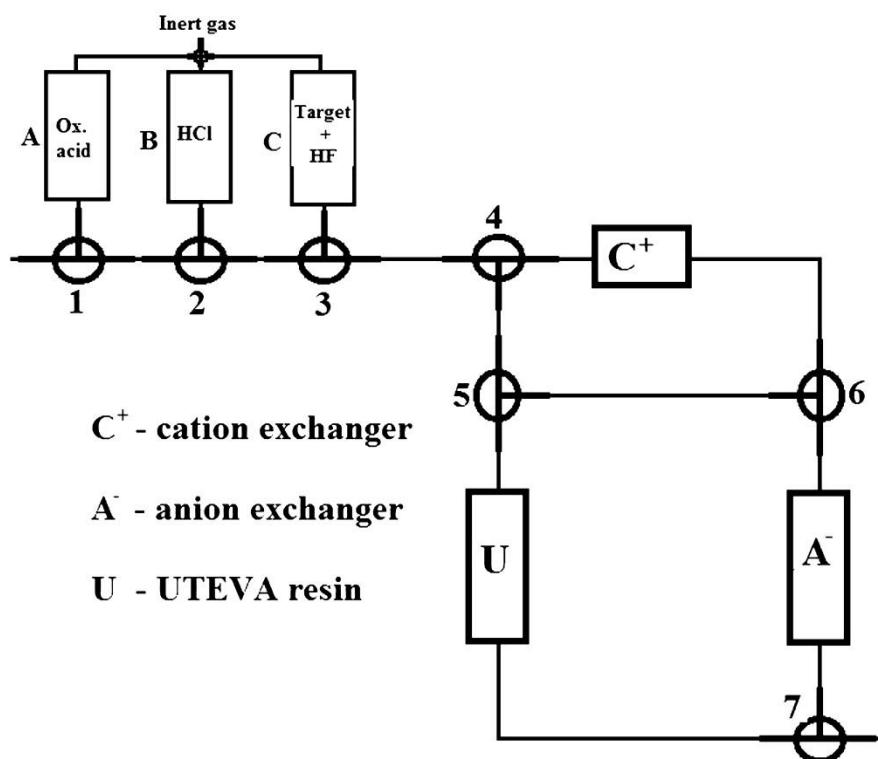 Inert gas
A
Ox.
acid
B
HCl
C
Target
+
HF
1
2
3
4
C⁺
5
6
C⁺ - cation exchanger
A⁻ - anion exchanger
U - UTEVA resin
U
A⁻
7